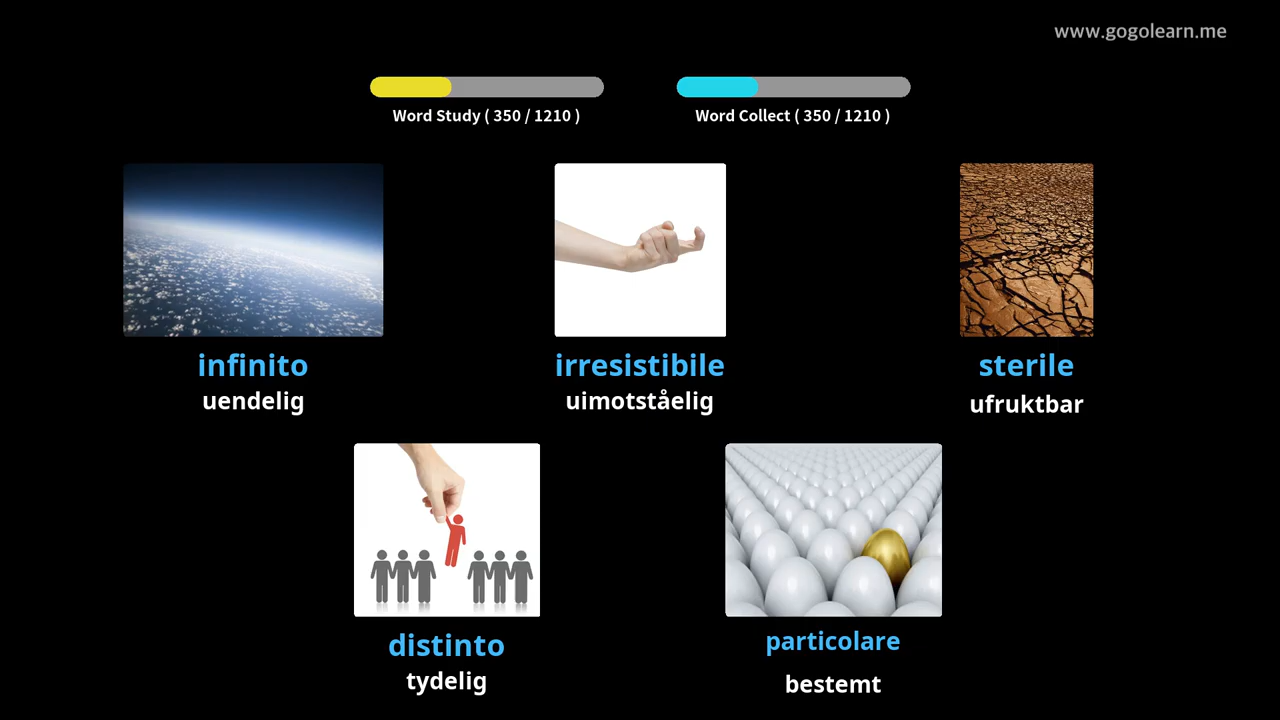 www.gogolearn.me
Word Study ( 350 / 1210 )
Word Collect ( 350 / 1210 )
infinito
uendelig
irresistibile
uimotståelig
sterile
ufruktbar
distinto
tydelig
particolare
bestemt